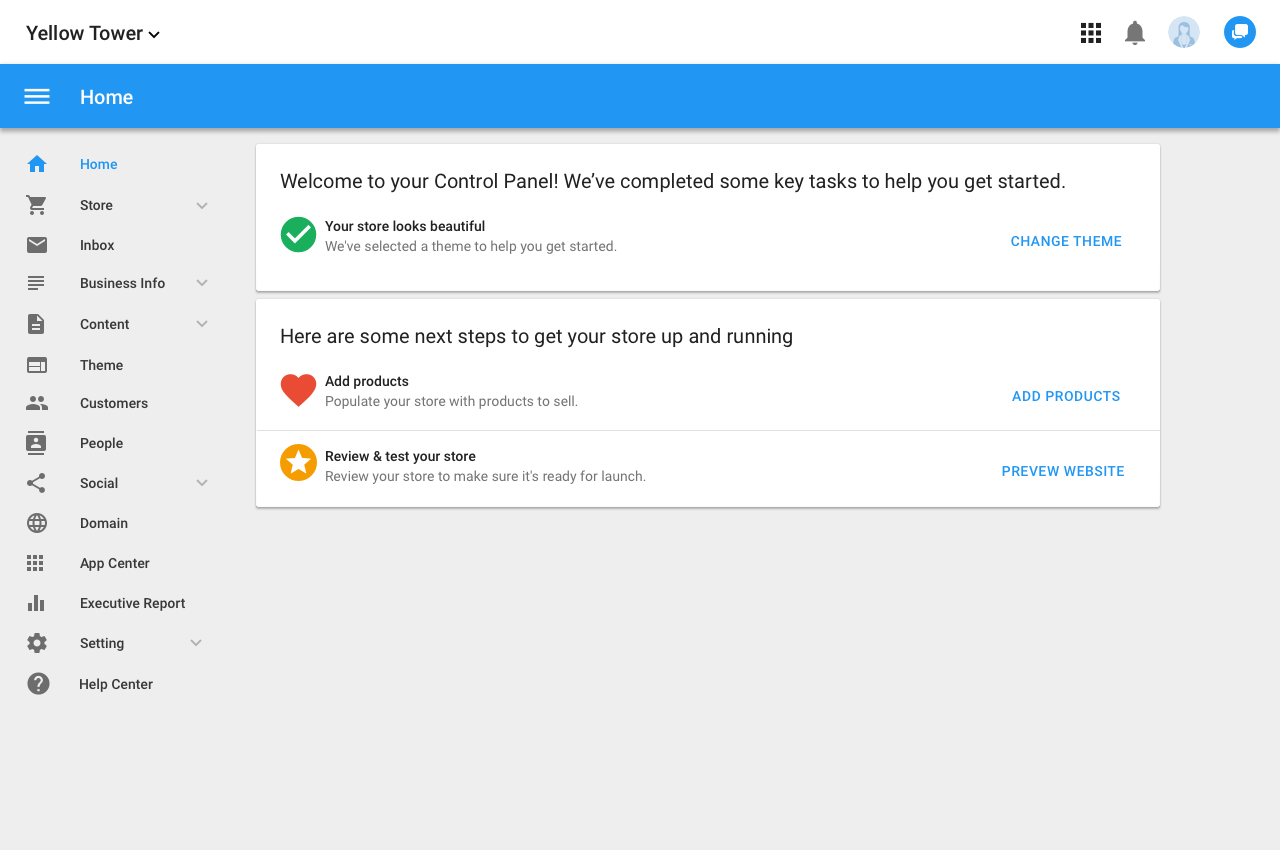 Yellow Tower
Home
Home
Store
Inbox
Business Info
Content
Theme
Customers
People
Social
Domain
App Center
Executive Report
Setting
Help Center
Welcome to your Control Panel! We’ve completed some key tasks to help you get started.
Your store looks beautiful
We've selected a theme to help you get started.
CHANGE THEME
Here are some next steps to get your store up and running
Add products
Populate your store with products to sell.
ADD PRODUCTS
Review & test your store
Review your store to make sure it's ready for launch.
PREVEW WEBSITE